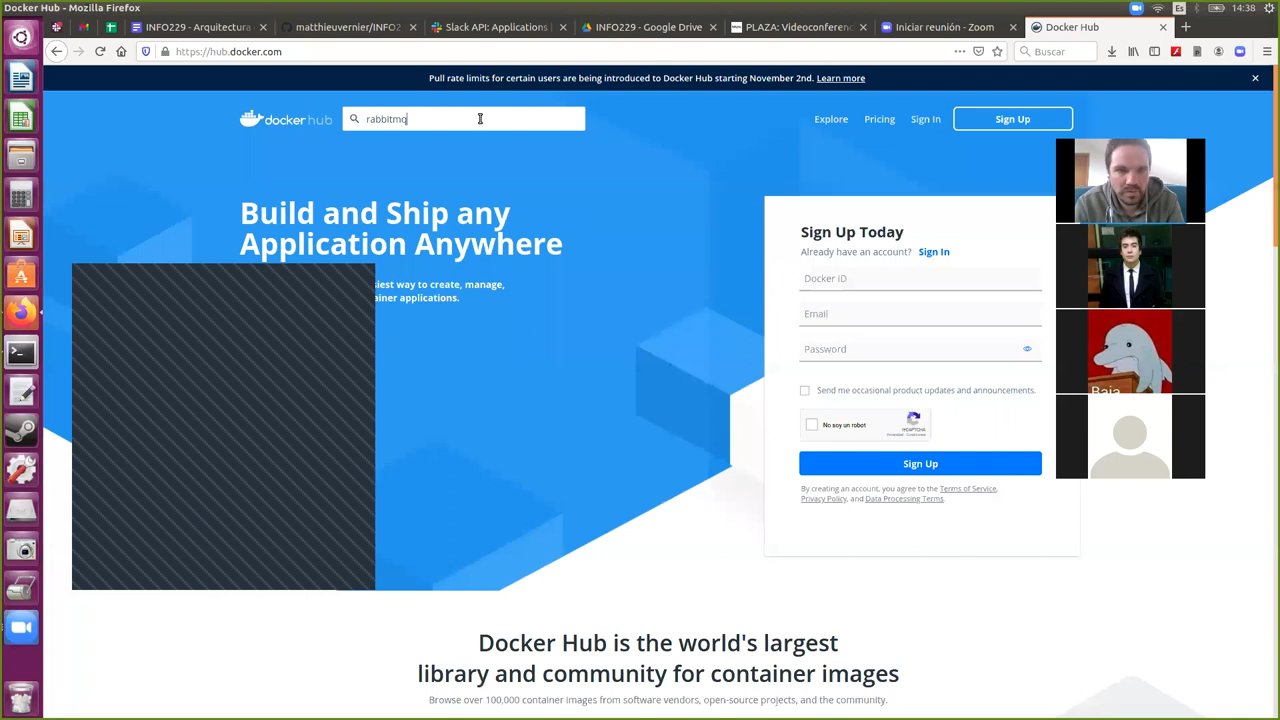 Docker Hub - Mozilla Firefox
Es
14:38
INFO229 - Arquitectura
matthieuvernier/INFO
Slack API: Applications
INFO229 - Google Drive
PLAZA: Videoconferenc
Iniciar reunión - Zoom
Docker Hub
https://hub.docker.com
Buscar
Pull rate limits for certain users are being introduced to Docker Hub starting November 2nd. Learn more
docker hub
rabbitmq
Explore
Pricing
Sign In
Sign Up
Build and Ship any
Application Anywhere
siest way to create, manage,
ainer applications.
Sign Up Today
Already have an account? Sign In
Docker ID
Email
Password
Send me occasional product updates and announcements.
No soy un robot
reCAPTCHA
Sign Up
By creating an account, you agree to the Terms of Service,
Privacy Policy, and Data Processing Terms.
Baja
Docker Hub is the world's largest
library and community for container images
Browse over 100,000 container images from software vendors, open-source projects, and the community.